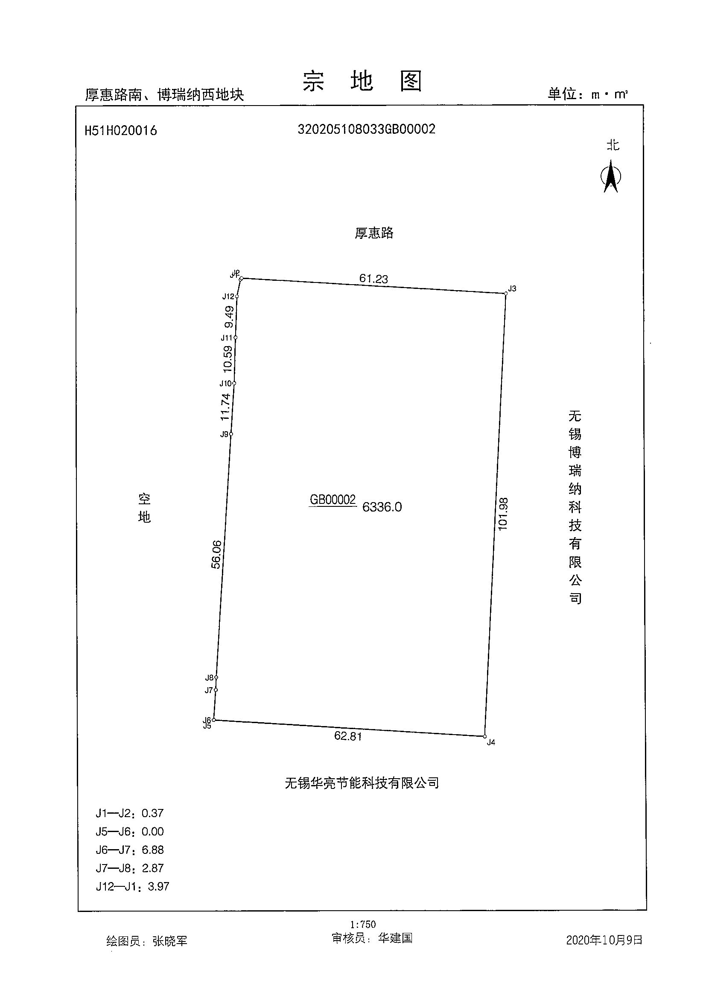 宗 地 图
厚惠路南、博瑞纳西地块
单位：m·㎡
H51H020016
320205108033GB00002
北
厚惠路
J1
J2
61.23
J3
J12
9.49
J11
10.59
J10
11.74
J9
无锡博瑞纳科技有限公司
空地
GB00002
6336.0
101.98
56.06
J8
J7
J6
J5
62.81
J4
无锡华亮节能科技有限公司
J1—J2：0.37
J5—J6：0.00
J6—J7：6.88
J7—J8：2.87
J12—J1：3.97
1:750
绘图员：张晓军
审核员：华建国
2020年10月9日